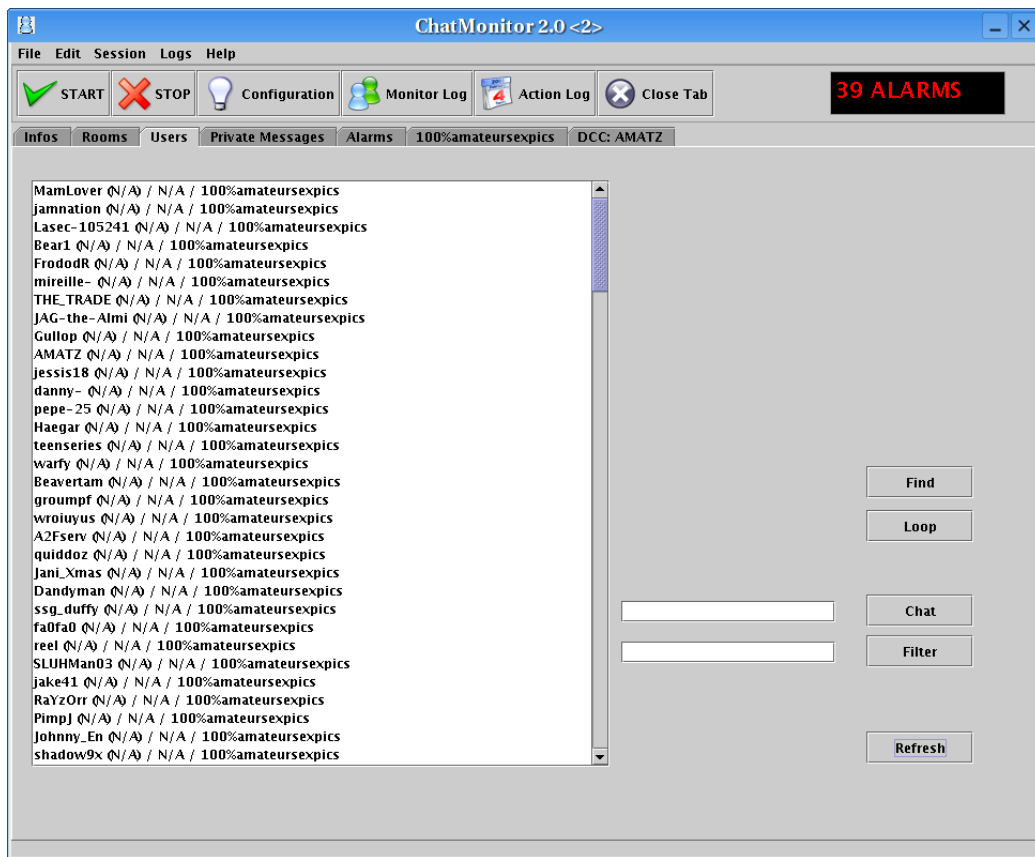 ChatMonitor 2.0 <2>
File Edit Session Logs Help
START STOP Configuration Monitor Log Action Log Close Tab 39 ALARMS
Infos Rooms Users Private Messages Alarms 100%amateursexpics DCC: AMATZ
MamLover (N/A) / N/A / 100%amateursexpics
jamnation (N/A) / N/A / 100%amateursexpics
Lasec-105241 (N/A) / N/A / 100%amateursexpics
Bear1 (N/A) / N/A / 100%amateursexpics
FrododR (N/A) / N/A / 100%amateursexpics
mireille- (N/A) / N/A / 100%amateursexpics
THE_TRADE (N/A) / N/A / 100%amateursexpics
JAG-the-Almi (N/A) / N/A / 100%amateursexpics
Gullop (N/A) / N/A / 100%amateursexpics
AMATZ (N/A) / N/A / 100%amateursexpics
jessis18 (N/A) / N/A / 100%amateursexpics
danny- (N/A) / N/A / 100%amateursexpics
pepe-25 (N/A) / N/A / 100%amateursexpics
Haegar (N/A) / N/A / 100%amateursexpics
teenseries (N/A) / N/A / 100%amateursexpics
warfy (N/A) / N/A / 100%amateursexpics
Beavertam (N/A) / N/A / 100%amateursexpics
groumpf (N/A) / N/A / 100%amateursexpics
wroiuyus (N/A) / N/A / 100%amateursexpics
A2Fserv (N/A) / N/A / 100%amateursexpics
quiddoz (N/A) / N/A / 100%amateursexpics
Jani_Xmas (N/A) / N/A / 100%amateursexpics
Dandyman (N/A) / N/A / 100%amateursexpics
ssg_duffy (N/A) / N/A / 100%amateursexpics
fa0fa0 (N/A) / N/A / 100%amateursexpics
reel (N/A) / N/A / 100%amateursexpics
SLUHMan03 (N/A) / N/A / 100%amateursexpics
jake41 (N/A) / N/A / 100%amateursexpics
RaYzOrr (N/A) / N/A / 100%amateursexpics
PimpJ (N/A) / N/A / 100%amateursexpics
Johnny_En (N/A) / N/A / 100%amateursexpics
shadow9x (N/A) / N/A / 100%amateursexpics
Find
Loop
Chat
Filter
Refresh